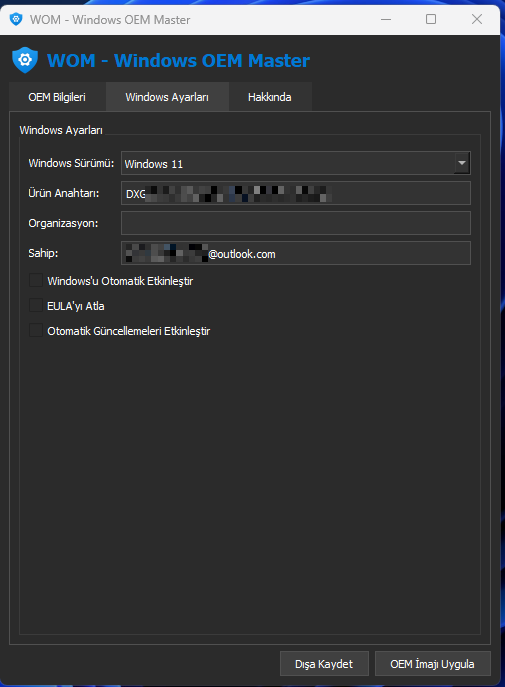 WOM - Windows OEM Master
WOM - Windows OEM Master
OEM Bilgileri Windows Ayarları Hakkında
Windows Ayarları
Windows Sürümü: Windows 11
Ürün Anahtarı: DXG
Organizasyon:
Sahip: @outlook.com
Windows'u Otomatik Etkinleştir
EULA'yı Atla
Otomatik Güncellemeleri Etkinleştir
Dışa Kaydet OEM İmajı Uygula